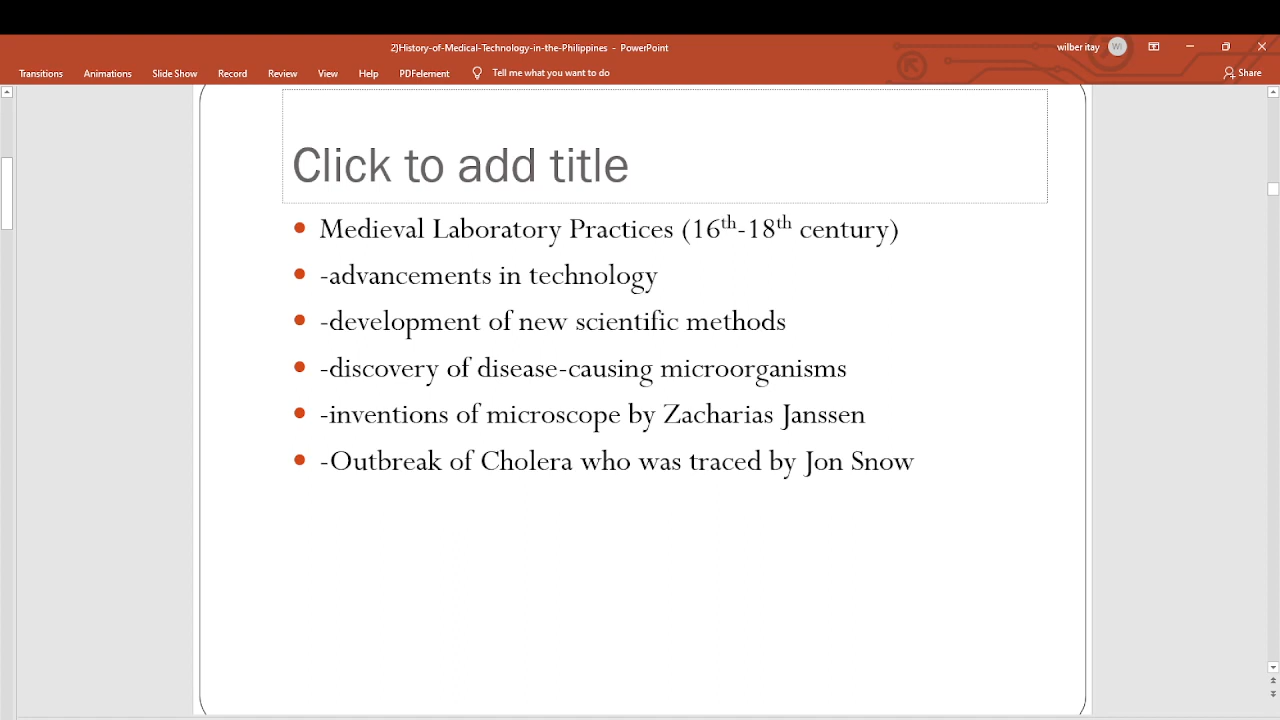 2)History-of-Medical-Technology-in-the-Philippines - PowerPoint
wilber itay WI
Transitions Animations Slide Show Record Review View Help PDFelement Tell me what you want to do Share
Click to add title
Medieval Laboratory Practices (16th-18th century)
-advancements in technology
-development of new scientific methods
-discovery of disease-causing microorganisms
-inventions of microscope by Zacharias Janssen
-Outbreak of Cholera who was traced by Jon Snow